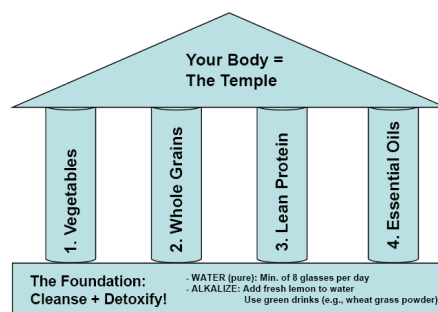 Your Body =
The Temple
1. Vegetables
2. Whole Grains
3. Lean Protein
4. Essential Oils
The Foundation:
Cleanse + Detoxify!
- WATER (pure): Min. of 8 glasses per day
- ALKALIZE: Add fresh lemon to water
Use green drinks (e.g., wheat grass powder)